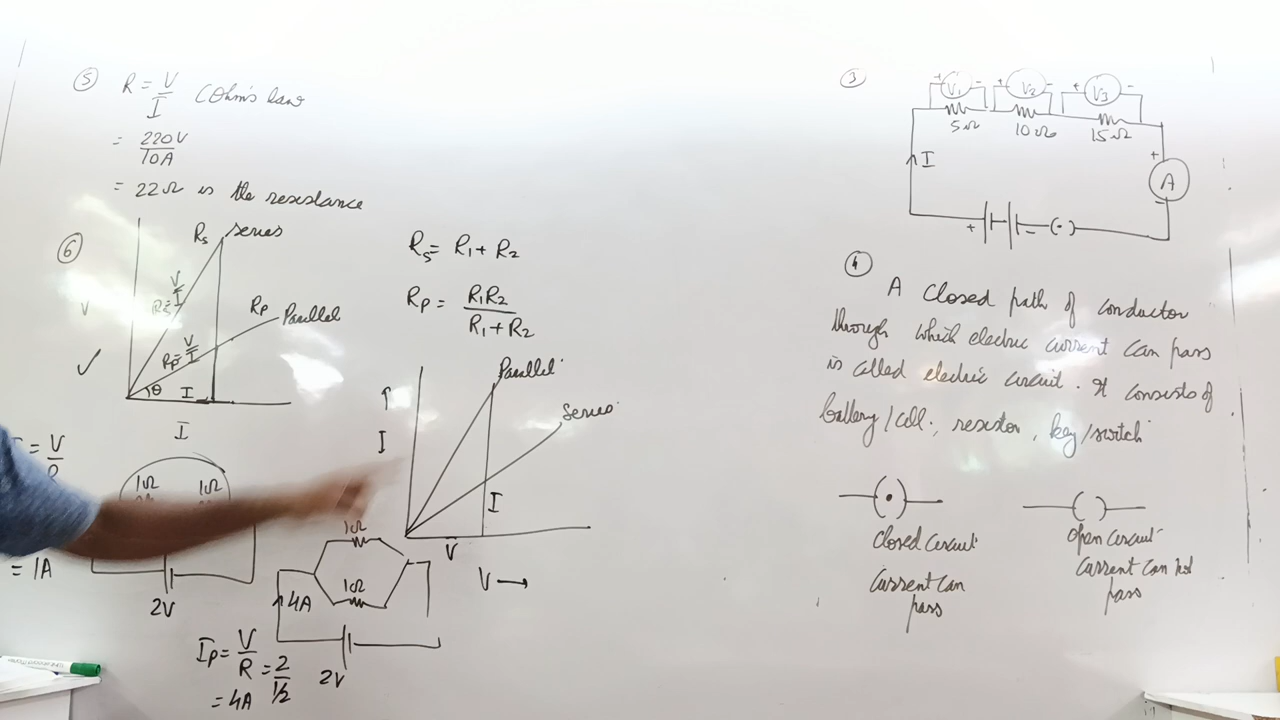 5
R = V/I (Ohm's law
= 220V/10A
= 22Ω is the resistance
6
Rs series
V/I
Rp Parallel
Rp = V/I
θ I
V
I
Rs = R1 + R2
Rp = R1R2/R1 + R2
Parallel
Series
I
I
V
V →
= V/R
1Ω 1Ω
= 1A
2V
1Ω
1Ω
4A
2V
Ip = V/R = 2/1/2
= 4A
3
+ V1 - + V2 - + V3 -
5Ω 10Ω 15Ω
I
+
A
-
+ -
4
A closed path of conductor
through which electric current can pass
is called electric circuit. It consists of
battery/cell., resistor, key/switch
closed circuit
current can
pass
open circuit
current can not
pass